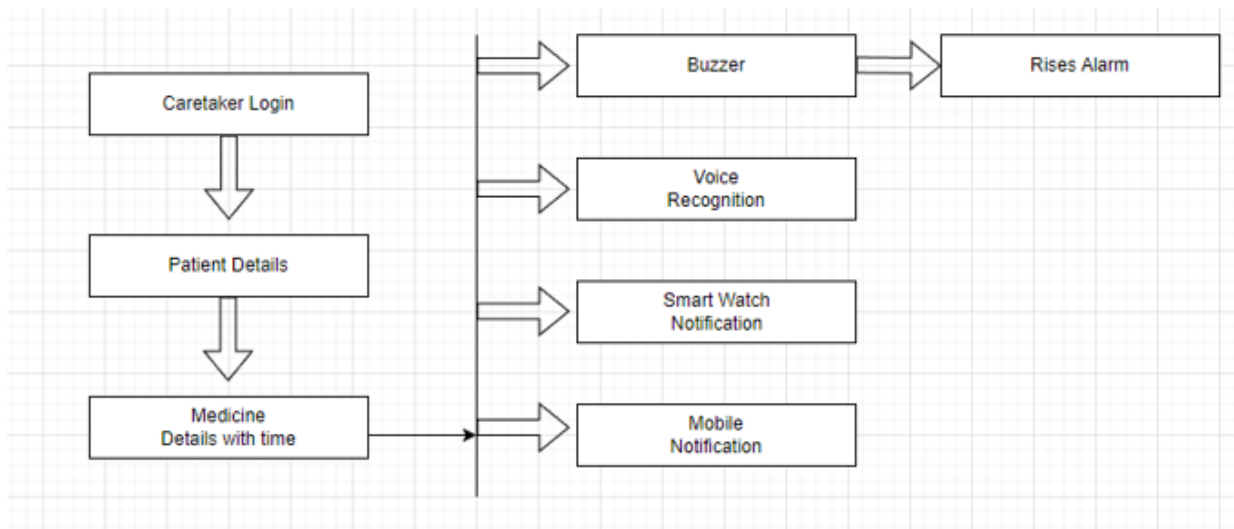 Caretaker Login
Patient Details
Medicine
Details with time
Buzzer
Rises Alarm
Voice
Recognition
Smart Watch
Notification
Mobile
Notification